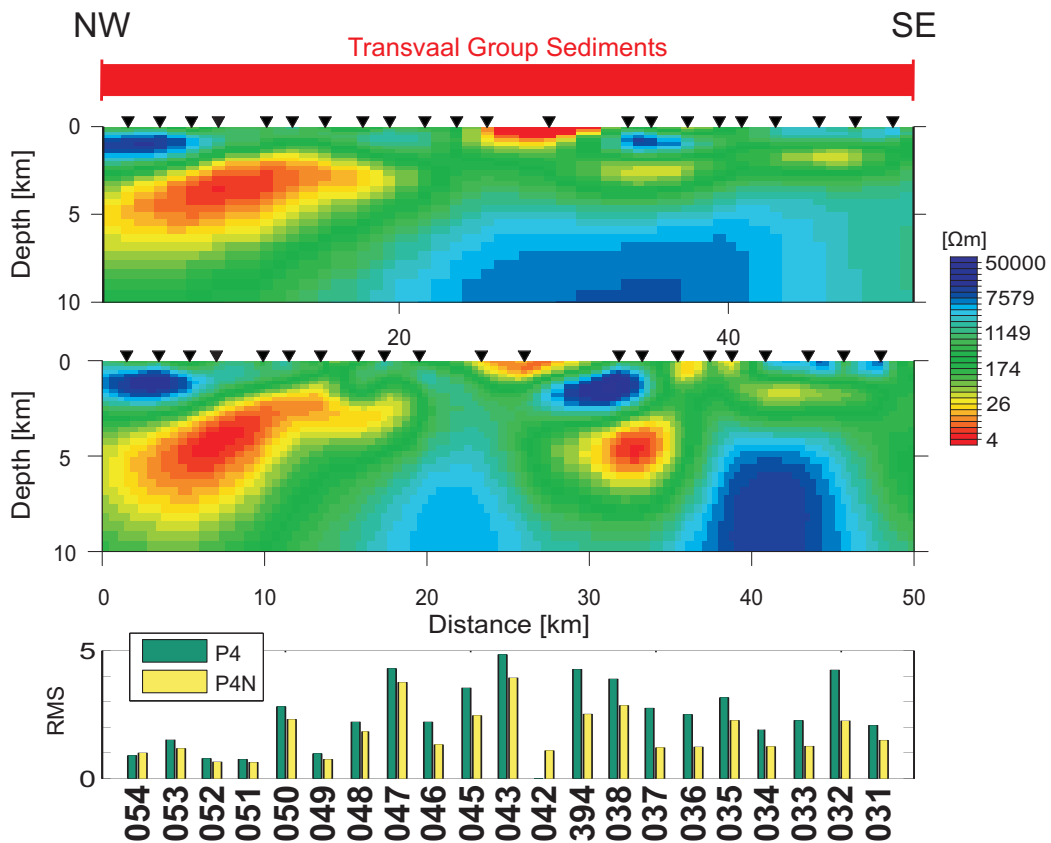 NW SE
Transvaal Group Sediments
0
5
10
Depth [km]
20 40
[Ωm]
50000
7579
1149
174
26
4
0
5
10
Depth [km]
0 10 20 30 40 50
Distance [km]
5
0
RMS
P4
P4N
054 053 052 051 050 049 048 047 046 045 043 042 394 038 037 036 035 034 033 032 031